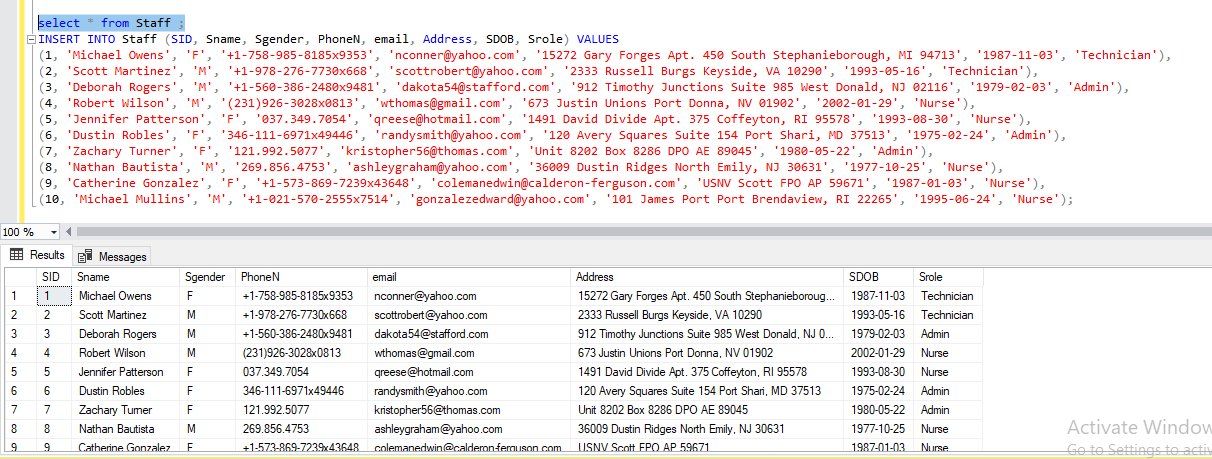 select * from Staff ;
INSERT INTO Staff (SID, Sname, Sgender, PhoneN, email, Address, SDOB, Srole) VALUES
(1, 'Michael Owens', 'F', '+1-758-985-8185x9353', 'nconner@yahoo.com', '15272 Gary Forges Apt. 450 South Stephanieborough, MI 94713', '1987-11-03', 'Technician'),
(2, 'Scott Martinez', 'M', '+1-978-276-7730x668', 'scottrobert@yahoo.com', '2333 Russell Burgs Keyside, VA 10290', '1993-05-16', 'Technician'),
(3, 'Deborah Rogers', 'M', '+1-560-386-2480x9481', 'dakota54@stafford.com', '912 Timothy Junctions Suite 985 West Donald, NJ 02116', '1979-02-03', 'Admin'),
(4, 'Robert Wilson', 'M', '(231)926-3028x0813', 'wthomas@gmail.com', '673 Justin Unions Port Donna, NV 01902', '2002-01-29', 'Nurse'),
(5, 'Jennifer Patterson', 'F', '037.349.7054', 'qreese@hotmail.com', '1491 David Divide Apt. 375 Coffeyton, RI 95578', '1993-08-30', 'Nurse'),
(6, 'Dustin Robles', 'F', '346-111-6971x49446', 'randysmith@yahoo.com', '120 Avery Squares Suite 154 Port Shari, MD 37513', '1975-02-24', 'Admin'),
(7, 'Zachary Turner', 'F', '121.992.5077', 'kristopher56@thomas.com', 'Unit 8202 Box 8286 DPO AE 89045', '1980-05-22', 'Admin'),
(8, 'Nathan Bautista', 'M', '269.856.4753', 'ashleygraham@yahoo.com', '36009 Dustin Ridges North Emily, NJ 30631', '1977-10-25', 'Nurse'),
(9, 'Catherine Gonzalez', 'F', '+1-573-869-7239x43648', 'colemanedwin@calderon-ferguson.com', 'USNV Scott FPO AP 59671', '1987-01-03', 'Nurse'),
(10, 'Michael Mullins', 'M', '+1-021-570-2555x7514', 'gonzalezedward@yahoo.com', '101 James Port Port Brendaview, RI 22265', '1995-06-24', 'Nurse');
100 %
Results Messages
SID Sname Sgender PhoneN email Address SDOB Srole
1 1 Michael Owens F +1-758-985-8185x9353 nconner@yahoo.com 15272 Gary Forges Apt. 450 South Stephanieboroug... 1987-11-03 Technician
2 2 Scott Martinez M +1-978-276-7730x668 scottrobert@yahoo.com 2333 Russell Burgs Keyside, VA 10290 1993-05-16 Technician
3 3 Deborah Rogers M +1-560-386-2480x9481 dakota54@stafford.com 912 Timothy Junctions Suite 985 West Donald, NJ 0... 1979-02-03 Admin
4 4 Robert Wilson M (231)926-3028x0813 wthomas@gmail.com 673 Justin Unions Port Donna, NV 01902 2002-01-29 Nurse
5 5 Jennifer Patterson F 037.349.7054 qreese@hotmail.com 1491 David Divide Apt. 375 Coffeyton, RI 95578 1993-08-30 Nurse
6 6 Dustin Robles F 346-111-6971x49446 randysmith@yahoo.com 120 Avery Squares Suite 154 Port Shari, MD 37513 1975-02-24 Admin
7 7 Zachary Turner F 121.992.5077 kristopher56@thomas.com Unit 8202 Box 8286 DPO AE 89045 1980-05-22 Admin
8 8 Nathan Bautista M 269.856.4753 ashleygraham@yahoo.com 36009 Dustin Ridges North Emily, NJ 30631 1977-10-25 Nurse
9 9 Catherine Gonzalez F +1-573-869-7239x43648 colemanedwin@calderon-ferguson.com USNV Scott FPO AP 59671 1987-01-03 Nurse
Activate Window
Go to Settings to activ